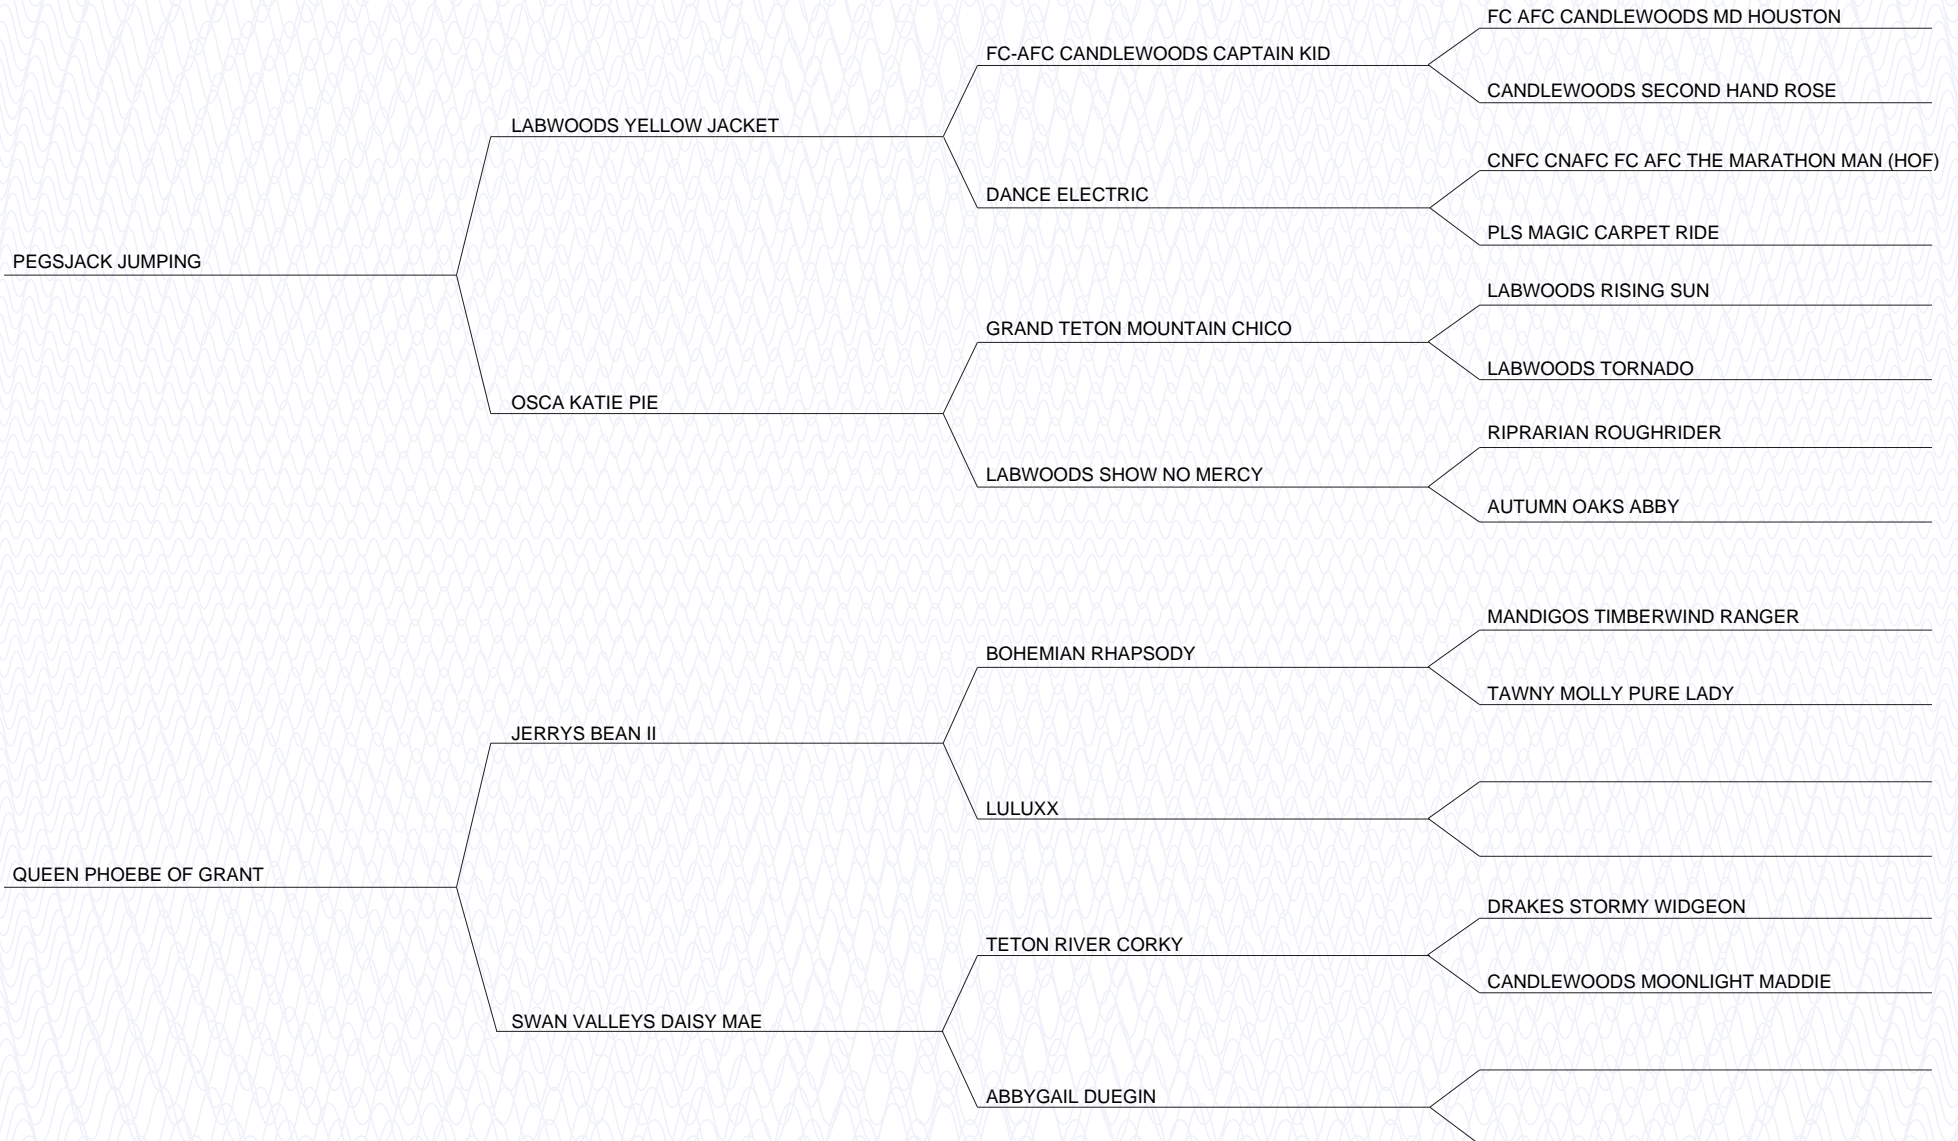 FC AFC CANDLEWOODS MD HOUSTON
FC-AFC CANDLEWOODS CAPTAIN KID
CANDLEWOODS SECOND HAND ROSE
LABWOODS YELLOW JACKET
CNFC CNAFC FC AFC THE MARATHON MAN (HOF)
DANCE ELECTRIC
PLS MAGIC CARPET RIDE
PEGSJACK JUMPING
LABWOODS RISING SUN
GRAND TETON MOUNTAIN CHICO
LABWOODS TORNADO
OSCA KATIE PIE
RIPRARIAN ROUGHRIDER
LABWOODS SHOW NO MERCY
AUTUMN OAKS ABBY
MANDIGOS TIMBERWIND RANGER
BOHEMIAN RHAPSODY
TAWNY MOLLY PURE LADY
JERRYS BEAN II
LULUXX
QUEEN PHOEBE OF GRANT
DRAKES STORMY WIDGEON
TETON RIVER CORKY
CANDLEWOODS MOONLIGHT MADDIE
SWAN VALLEYS DAISY MAE
ABBYGAIL DUEGIN